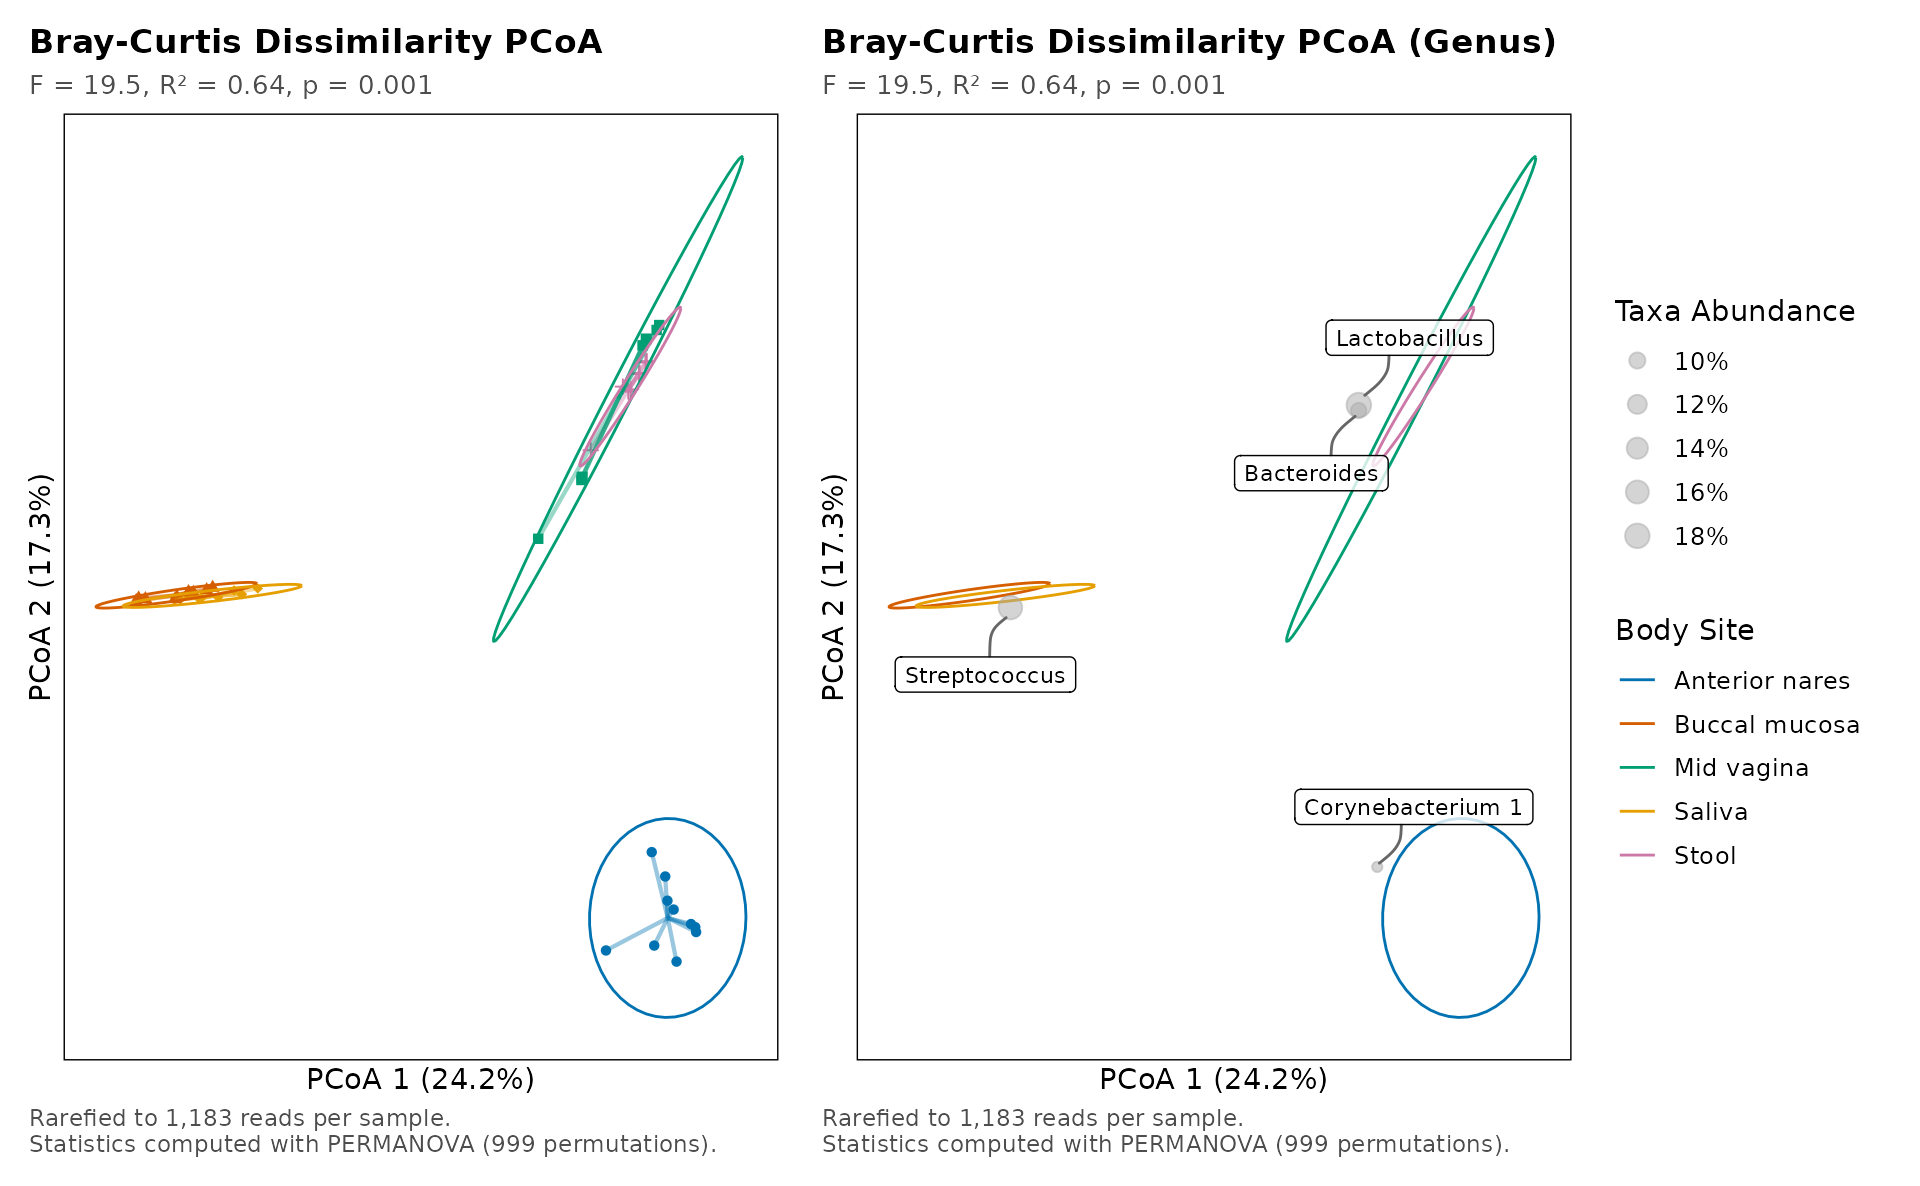 Bray-Curtis Dissimilarity PCoA
F = 19.5, R² = 0.64, p = 0.001
PCoA 2 (17.3%)
PCoA 1 (24.2%)
Rarefied to 1,183 reads per sample.
Statistics computed with PERMANOVA (999 permutations).
Bray-Curtis Dissimilarity PCoA (Genus)
F = 19.5, R² = 0.64, p = 0.001
PCoA 2 (17.3%)
Lactobacillus
Bacteroides
Streptococcus
Corynebacterium 1
PCoA 1 (24.2%)
Rarefied to 1,183 reads per sample.
Statistics computed with PERMANOVA (999 permutations).
Taxa Abundance
10%
12%
14%
16%
18%
Body Site
Anterior nares
Buccal mucosa
Mid vagina
Saliva
Stool